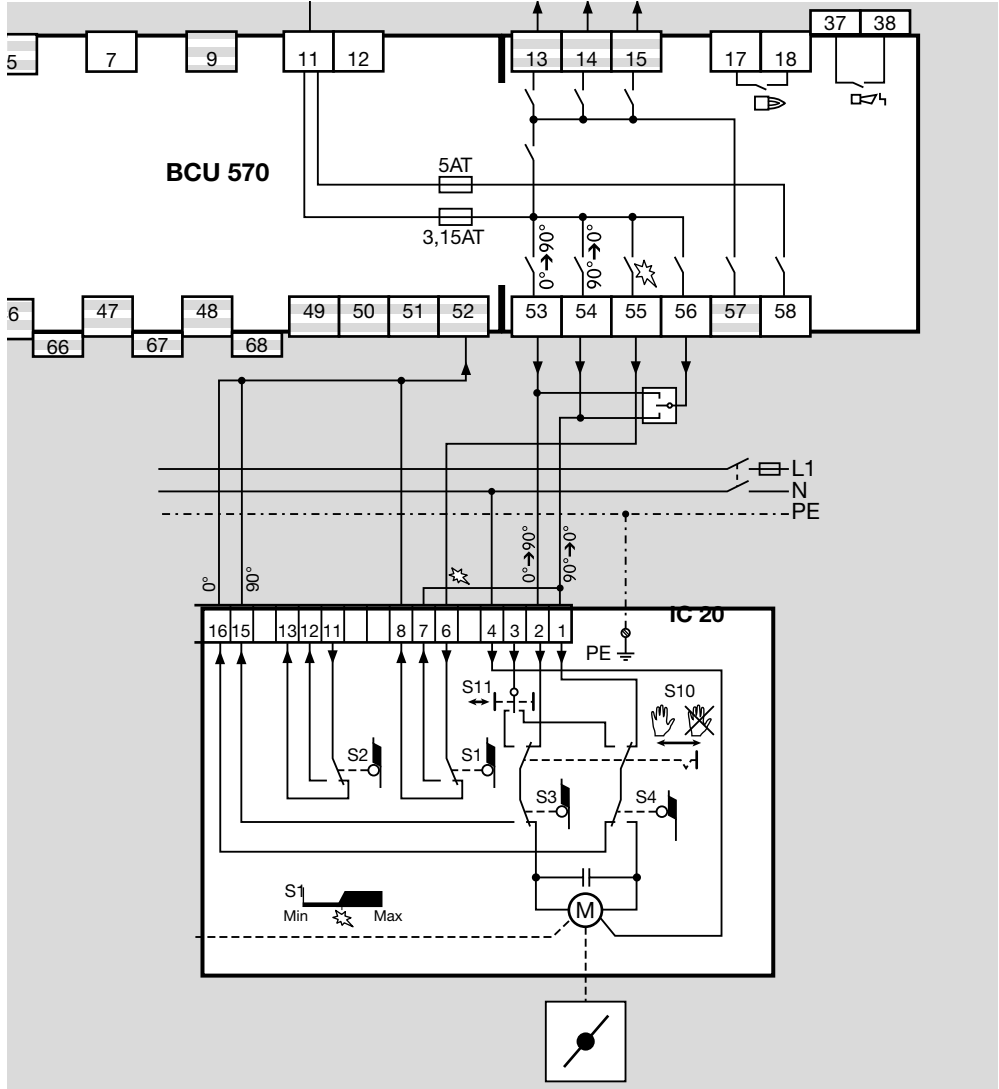 37 38
5 7 9 11 12 13 14 15 17 18
BCU 570
5AT
3,15AT
0°➔90°
90°➔0°
6 47 48 49 50 51 52 53 54 55 56 57 58
66 67 68
L1
N
PE
0°
90°
0°➔90°
90°➔0°
IC 20
16 15 13 12 11 8 7 6 4 3 2 1
PE
S11
S10
S2
S1
S3
S4
S1
Min Max
M